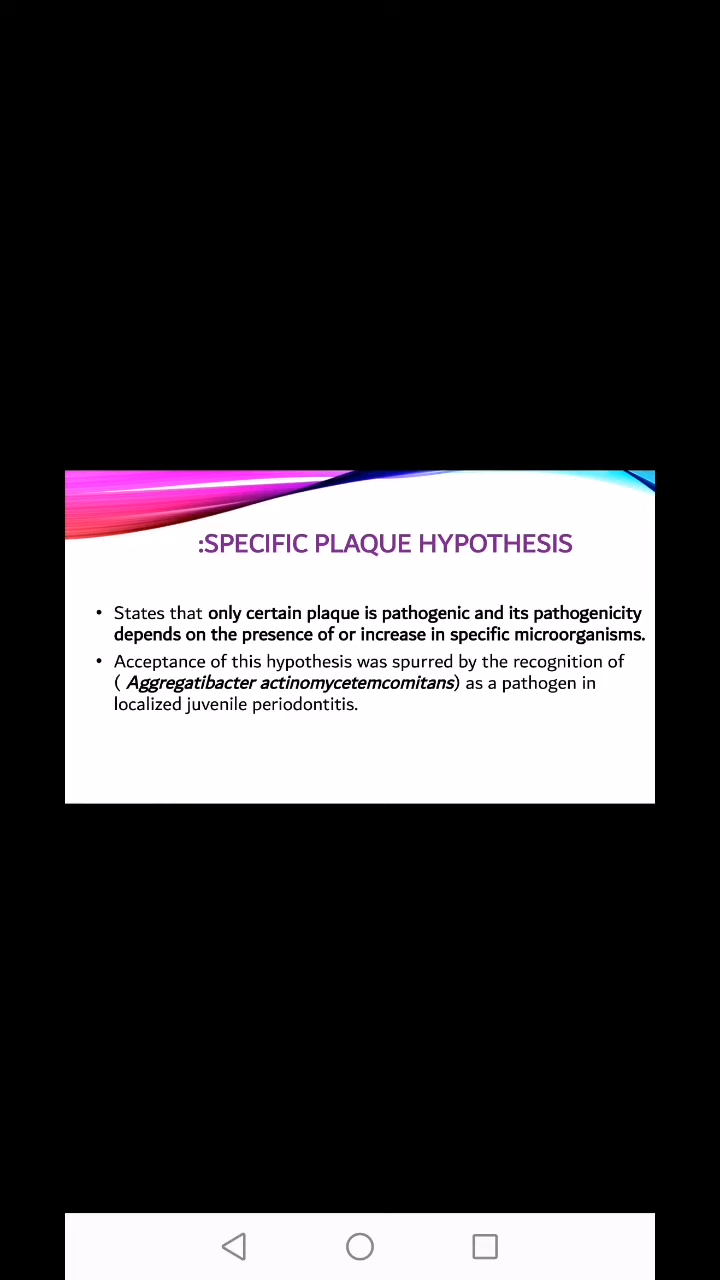 :SPECIFIC PLAQUE HYPOTHESIS
• States that only certain plaque is pathogenic and its pathogenicity
depends on the presence of or increase in specific microorganisms.
• Acceptance of this hypothesis was spurred by the recognition of
( Aggregatibacter actinomycetemcomitans) as a pathogen in
localized juvenile periodontitis.